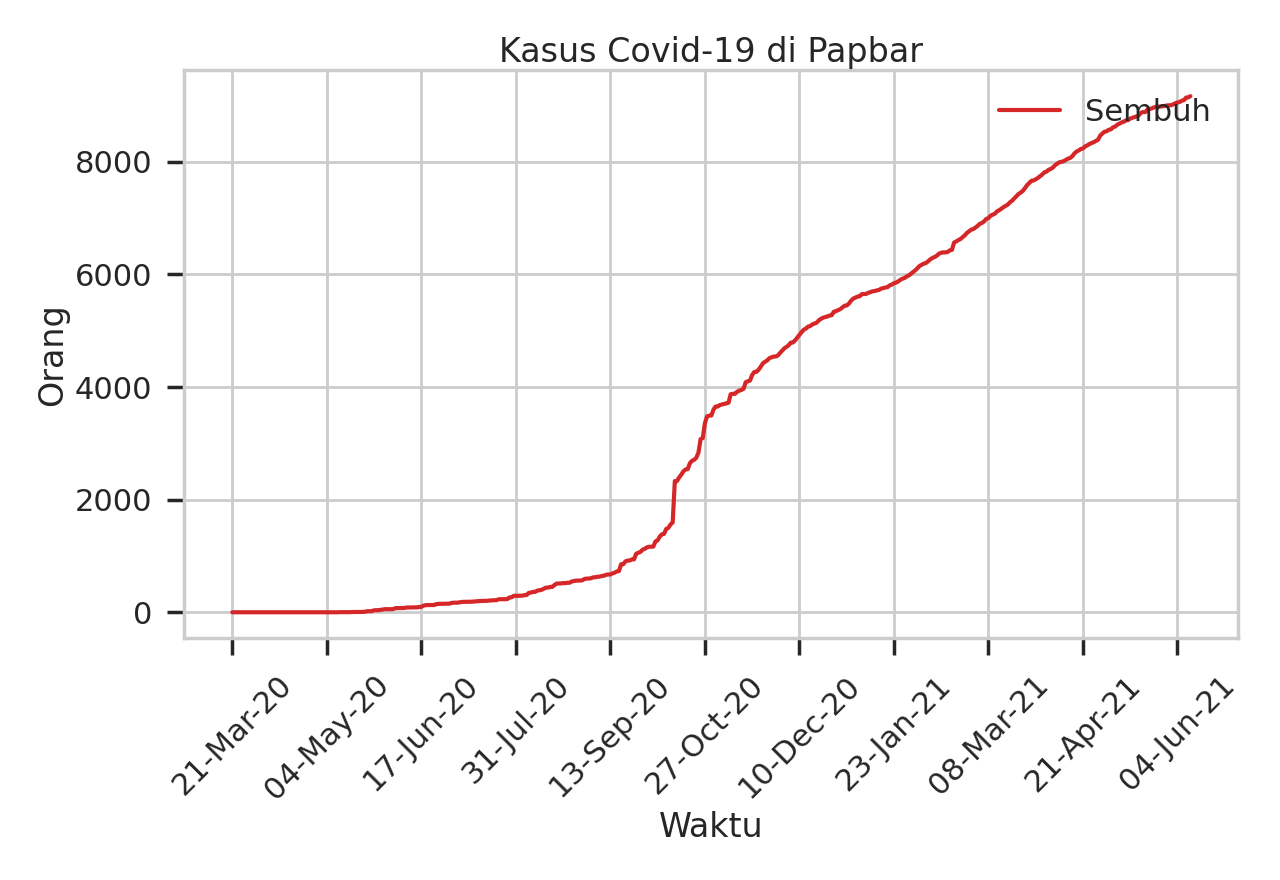 Kasus Covid-19 di Papbar
Sembuh
8000
6000
4000
2000
0
Orang
21-Mar-20
04-May-20
17-Jun-20
31-Jul-20
13-Sep-20
27-Oct-20
10-Dec-20
23-Jan-21
08-Mar-21
21-Apr-21
04-Jun-21
Waktu